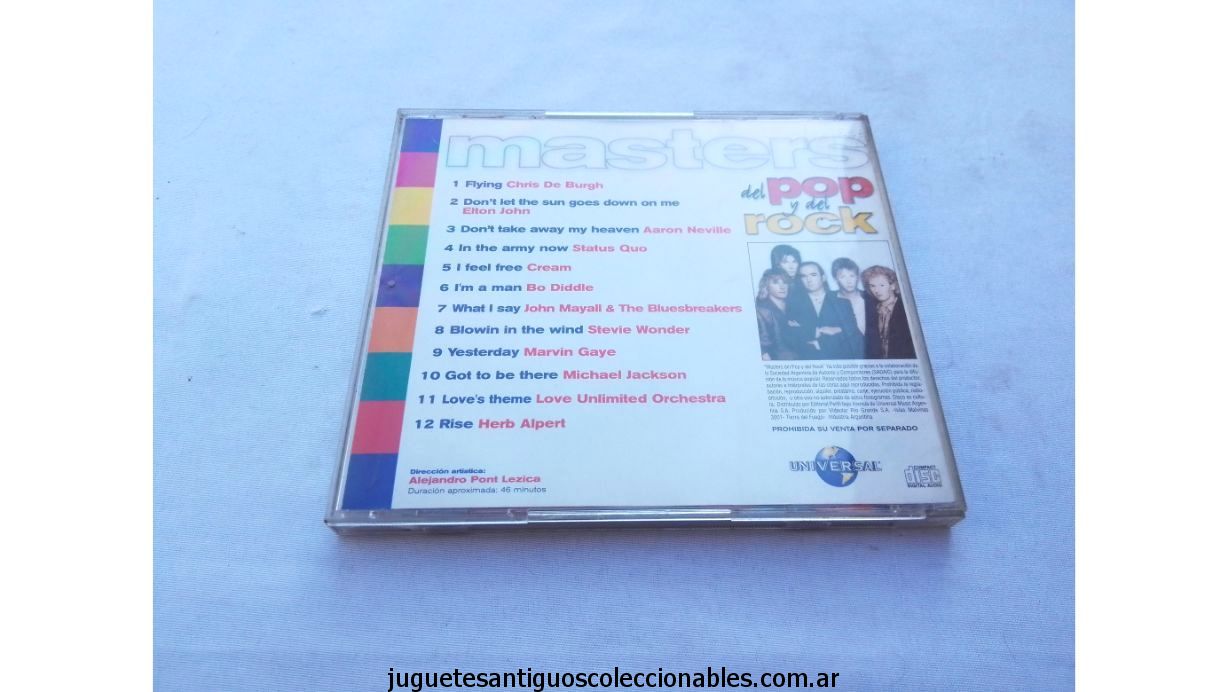 masters
del pop
y del
rock
1 Flying Chris De Burgh
2 Don't let the sun goes down on me
Elton John
3 Don't take away my heaven Aaron Neville
4 In the army now Status Quo
5 I feel free Cream
6 I'm a man Bo Diddle
7 What I say John Mayall & The Bluesbreakers
8 Blowin in the wind Stevie Wonder
9 Yesterday Marvin Gaye
10 Got to be there Michael Jackson
11 Love's theme Love Unlimited Orchestra
12 Rise Herb Alpert
Dirección artística:
Alejandro Pont Lezica
Duración aproximada: 46 minutos
PROHIBIDA SU VENTA POR SEPARADO
UNIVERSAL
COMPACT
disc
DIGITAL AUDIO
juguetesantiguoscoleccionables.com.ar